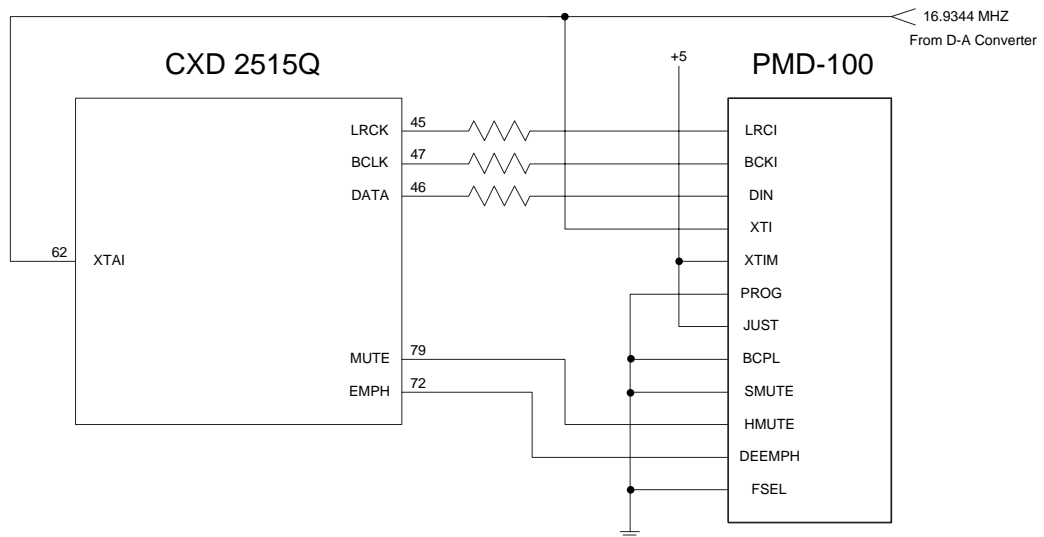 16.9344 MHZ
From D-A Converter
CXD 2515Q
+5
PMD-100
LRCK 45
LRCI
BCLK 47
BCKI
DATA 46
DIN
XTI
62 XTAI
XTIM
PROG
JUST
MUTE 79
BCPL
EMPH 72
SMUTE
HMUTE
DEEMPH
FSEL